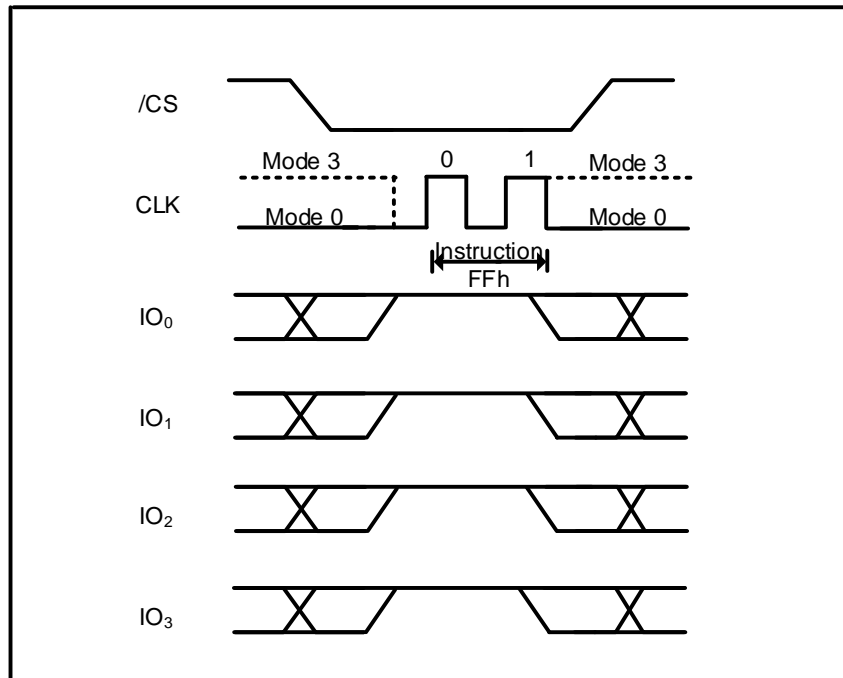 /CS
Mode 3 0 1 Mode 3
CLK
Mode 0 Mode 0
Instruction
FFh
IO₀
IO₁
IO₂
IO₃